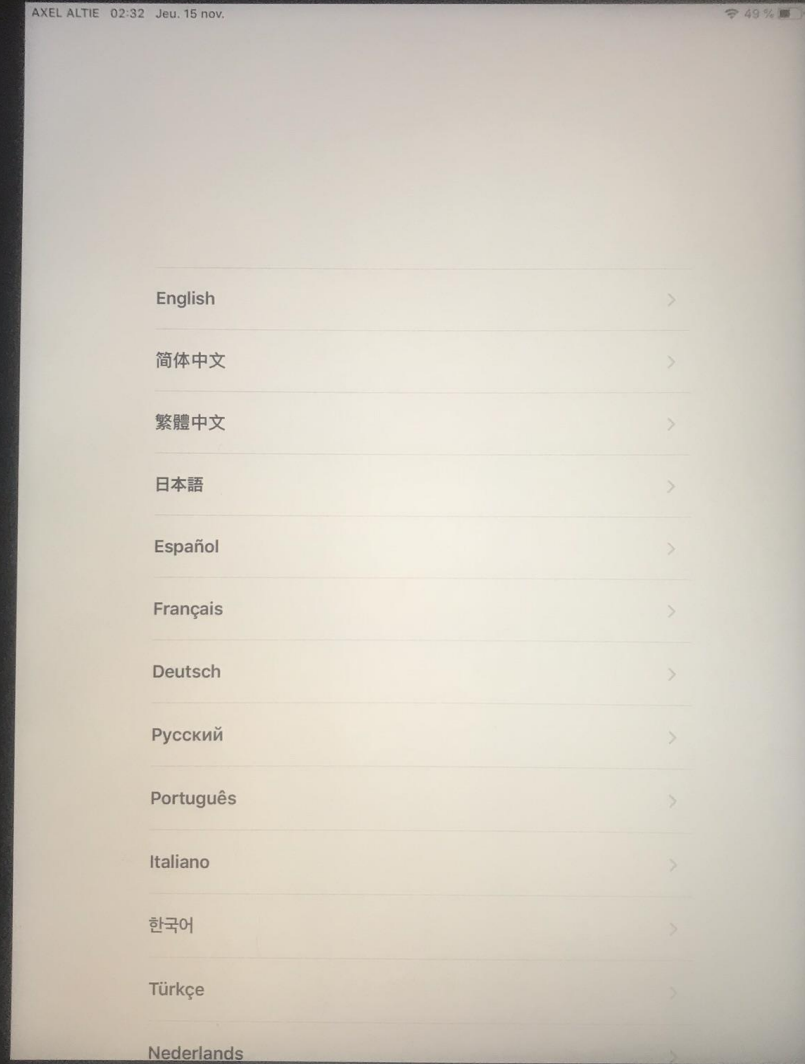 AXEL ALTIE 02:32 Jeu. 15 nov. 49 %
English
简体中文
繁體中文
日本語
Español
Français
Deutsch
Русский
Português
Italiano
한국어
Türkçe
Nederlands